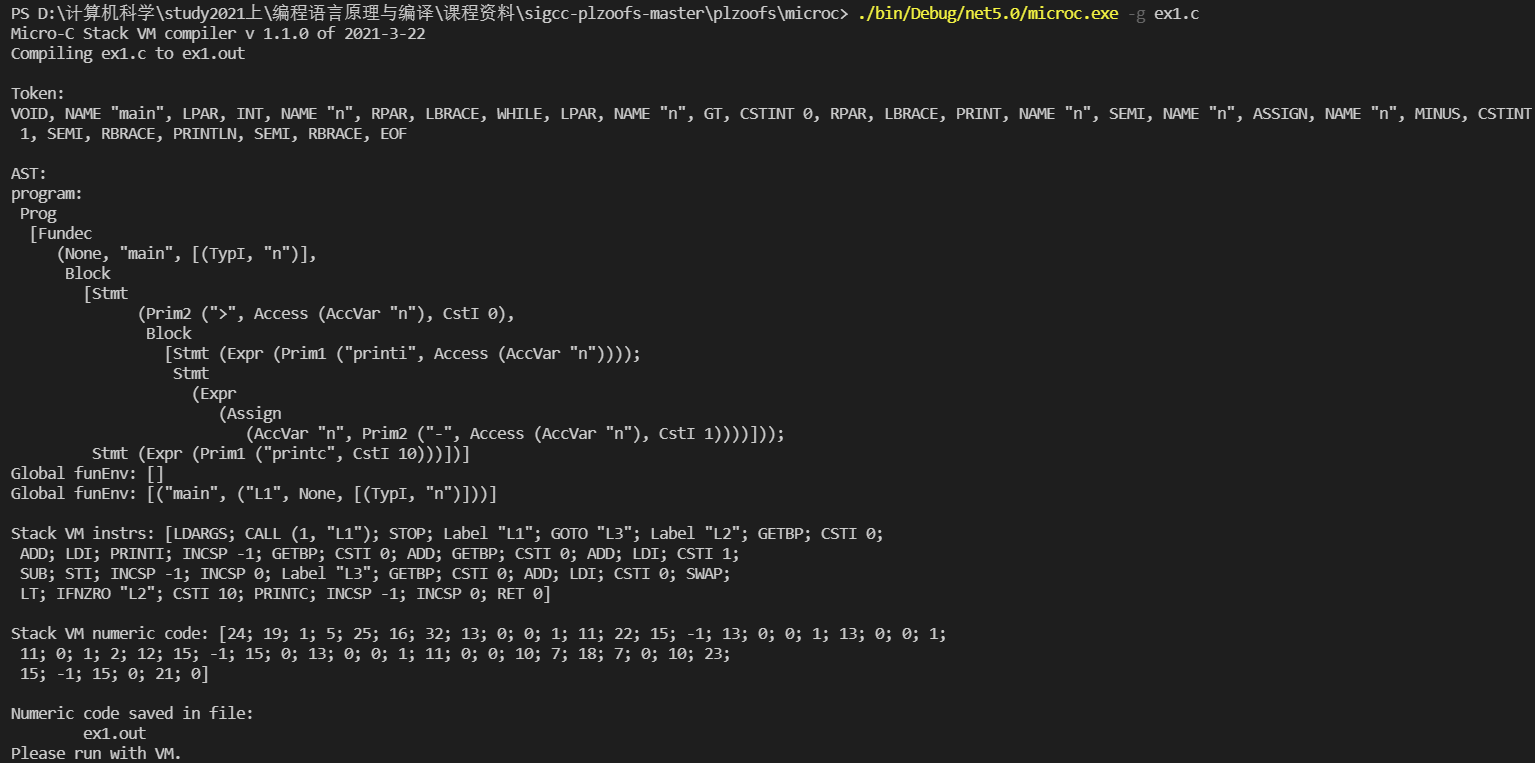 PS D:\计算机科学\study2021上\编程语言原理与编译\课程资料\sigcc-plzoofs-master\plzoofs\microc> ./bin/Debug/net5.0/microc.exe -g ex1.c
Micro-C Stack VM compiler v 1.1.0 of 2021-3-22
Compiling ex1.c to ex1.out

Token:
VOID, NAME "main", LPAR, INT, NAME "n", RPAR, LBRACE, WHILE, LPAR, NAME "n", GT, CSTINT 0, RPAR, LBRACE, PRINT, NAME "n", SEMI, NAME "n", ASSIGN, NAME "n", MINUS, CSTINT
 1, SEMI, RBRACE, PRINTLN, SEMI, RBRACE, EOF

AST:
program:
 Prog
  [Fundec
     (None, "main", [(TypI, "n")],
      Block
        [Stmt
              (Prim2 (">", Access (AccVar "n"), CstI 0),
               Block
                 [Stmt (Expr (Prim1 ("printi", Access (AccVar "n"))));
                  Stmt
                    (Expr
                       (Assign
                          (AccVar "n", Prim2 ("-", Access (AccVar "n"), CstI 1))))]));
         Stmt (Expr (Prim1 ("printc", CstI 10)))])]
Global funEnv: []
Global funEnv: [("main", ("L1", None, [(TypI, "n")]))]

Stack VM instrs: [LDARGS; CALL (1, "L1"); STOP; Label "L1"; GOTO "L3"; Label "L2"; GETBP; CSTI 0;
 ADD; LDI; PRINTI; INCSP -1; GETBP; CSTI 0; ADD; GETBP; CSTI 0; ADD; LDI; CSTI 1;
 SUB; STI; INCSP -1; INCSP 0; Label "L3"; GETBP; CSTI 0; ADD; LDI; CSTI 0; SWAP;
 LT; IFNZRO "L2"; CSTI 10; PRINTC; INCSP -1; INCSP 0; RET 0]

Stack VM numeric code: [24; 19; 1; 5; 25; 16; 32; 13; 0; 0; 1; 11; 22; 15; -1; 13; 0; 0; 1; 13; 0; 0; 1;
 11; 0; 1; 2; 12; 15; -1; 15; 0; 13; 0; 0; 1; 11; 0; 0; 10; 7; 18; 7; 0; 10; 23;
 15; -1; 15; 0; 21; 0]

Numeric code saved in file:
        ex1.out
Please run with VM.